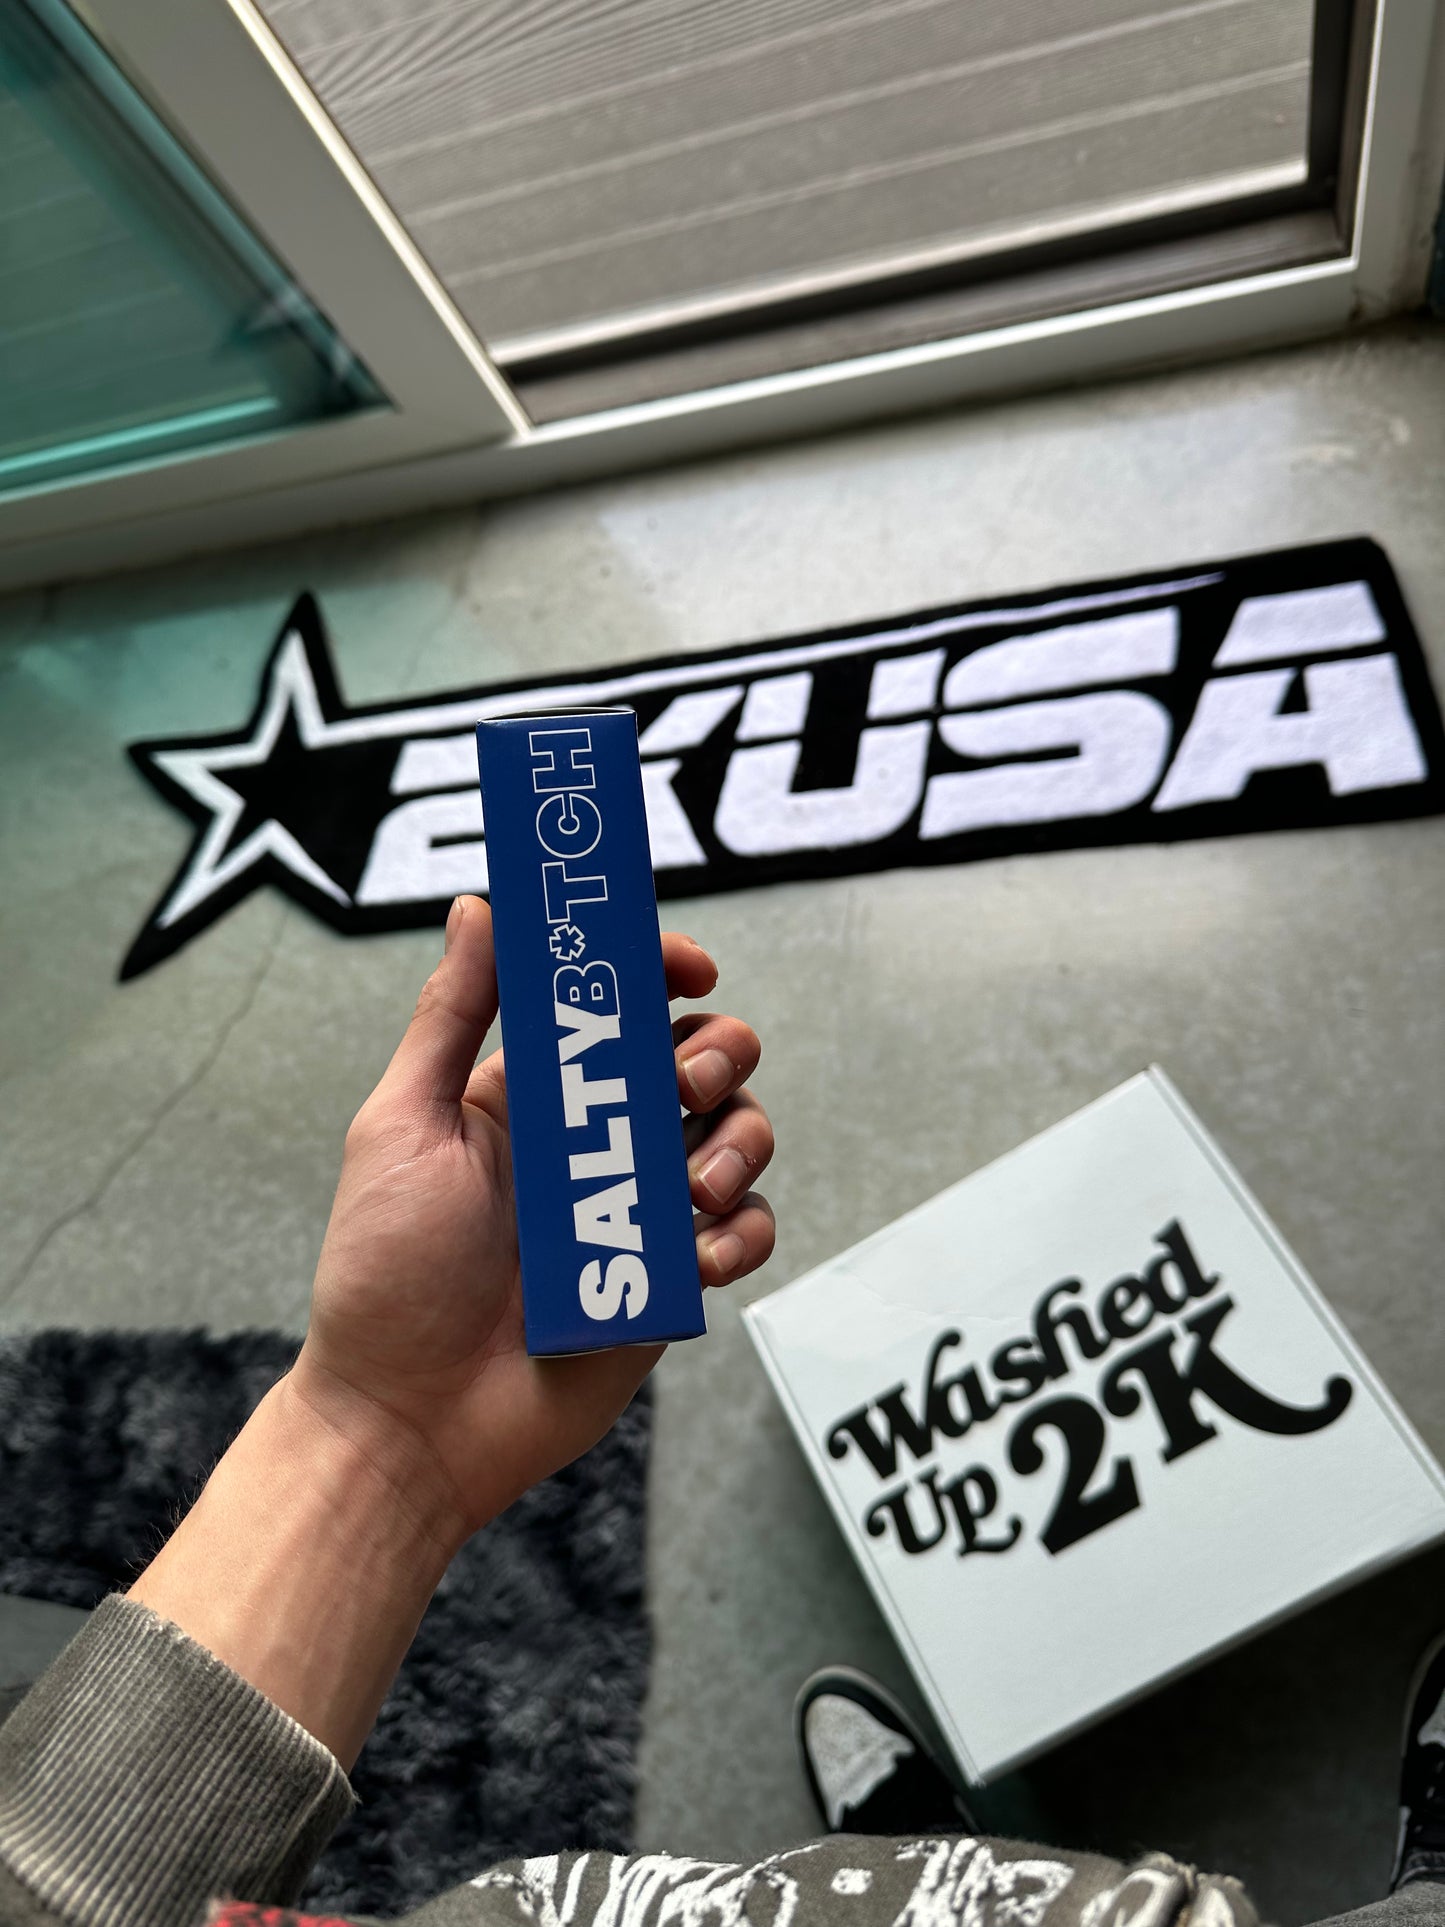 2KUSA
SALTYB*TCH
Washed
Up 2K